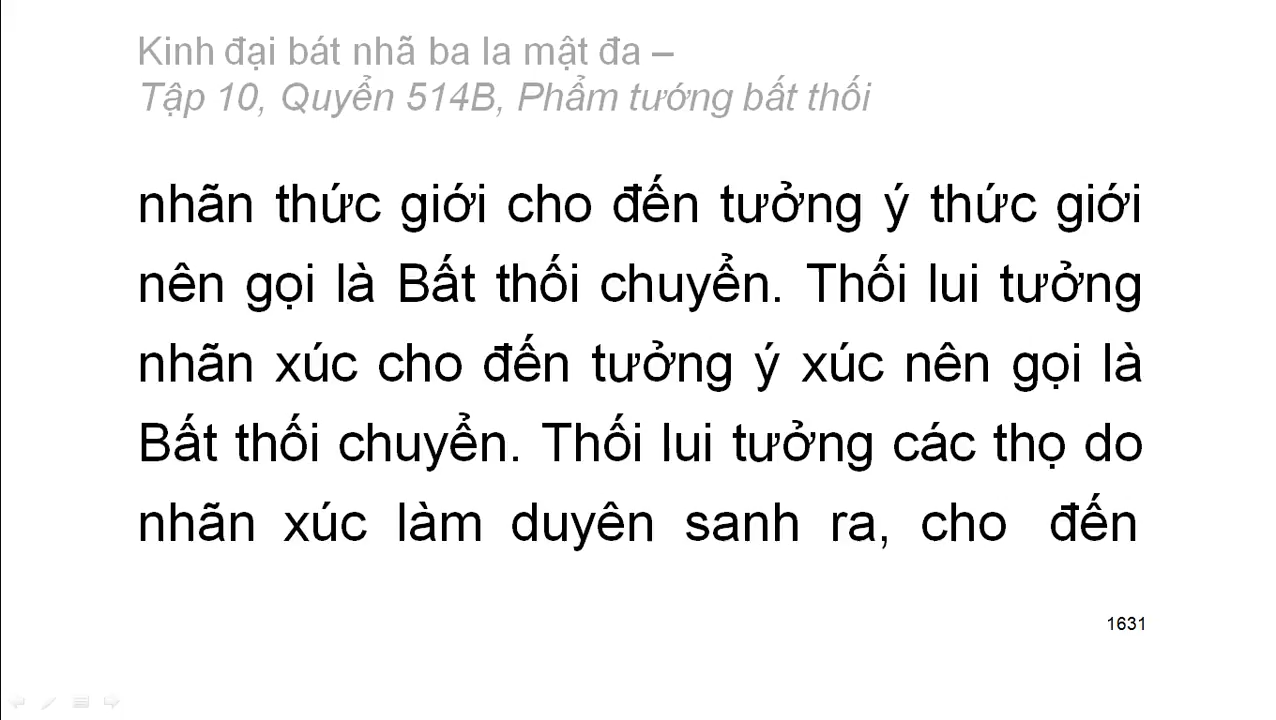 Kinh đại bát nhã ba la mật đa –
Tập 10, Quyển 514B, Phẩm tướng bất thối
nhãn thức giới cho đến tưởng ý thức giới
nên gọi là Bất thối chuyển. Thối lui tưởng
nhãn xúc cho đến tưởng ý xúc nên gọi là
Bất thối chuyển. Thối lui tưởng các thọ do
nhãn xúc làm duyên sanh ra, cho đến
1631